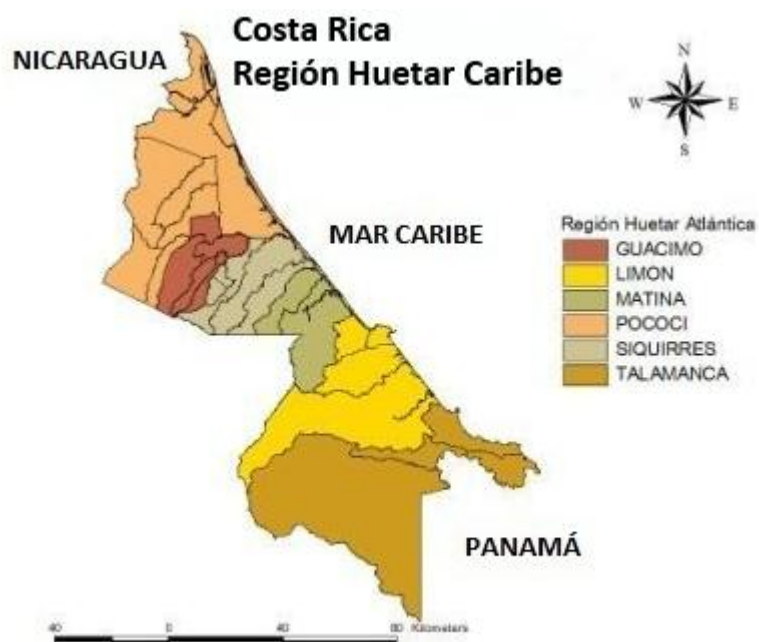 Costa Rica
Región Huetar Caribe
NICARAGUA
N
W E
S
MAR CARIBE
Región Huetar Atlántica
GUACIMO
LIMON
MATINA
POCOCI
SIQUIRRES
TALAMANCA
PANAMÁ
40 0 40 80 Kilometers